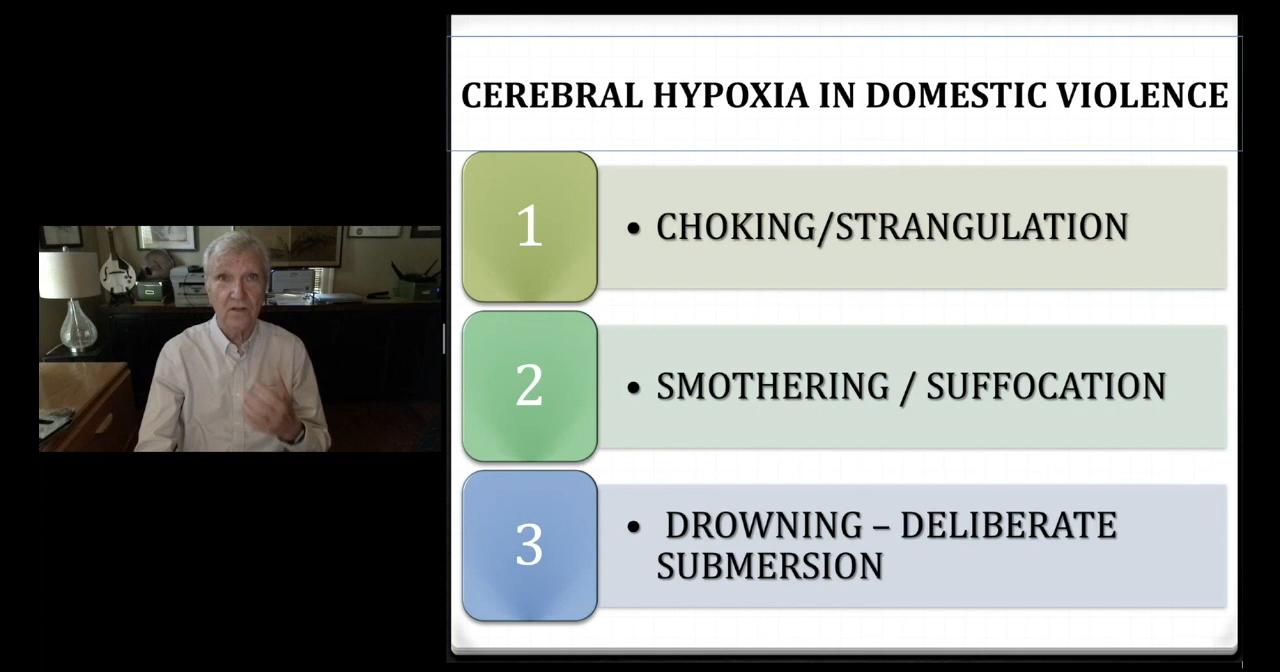 CEREBRAL HYPOXIA IN DOMESTIC VIOLENCE
1
• CHOKING/STRANGULATION
2
• SMOTHERING / SUFFOCATION
3
• DROWNING – DELIBERATE
SUBMERSION